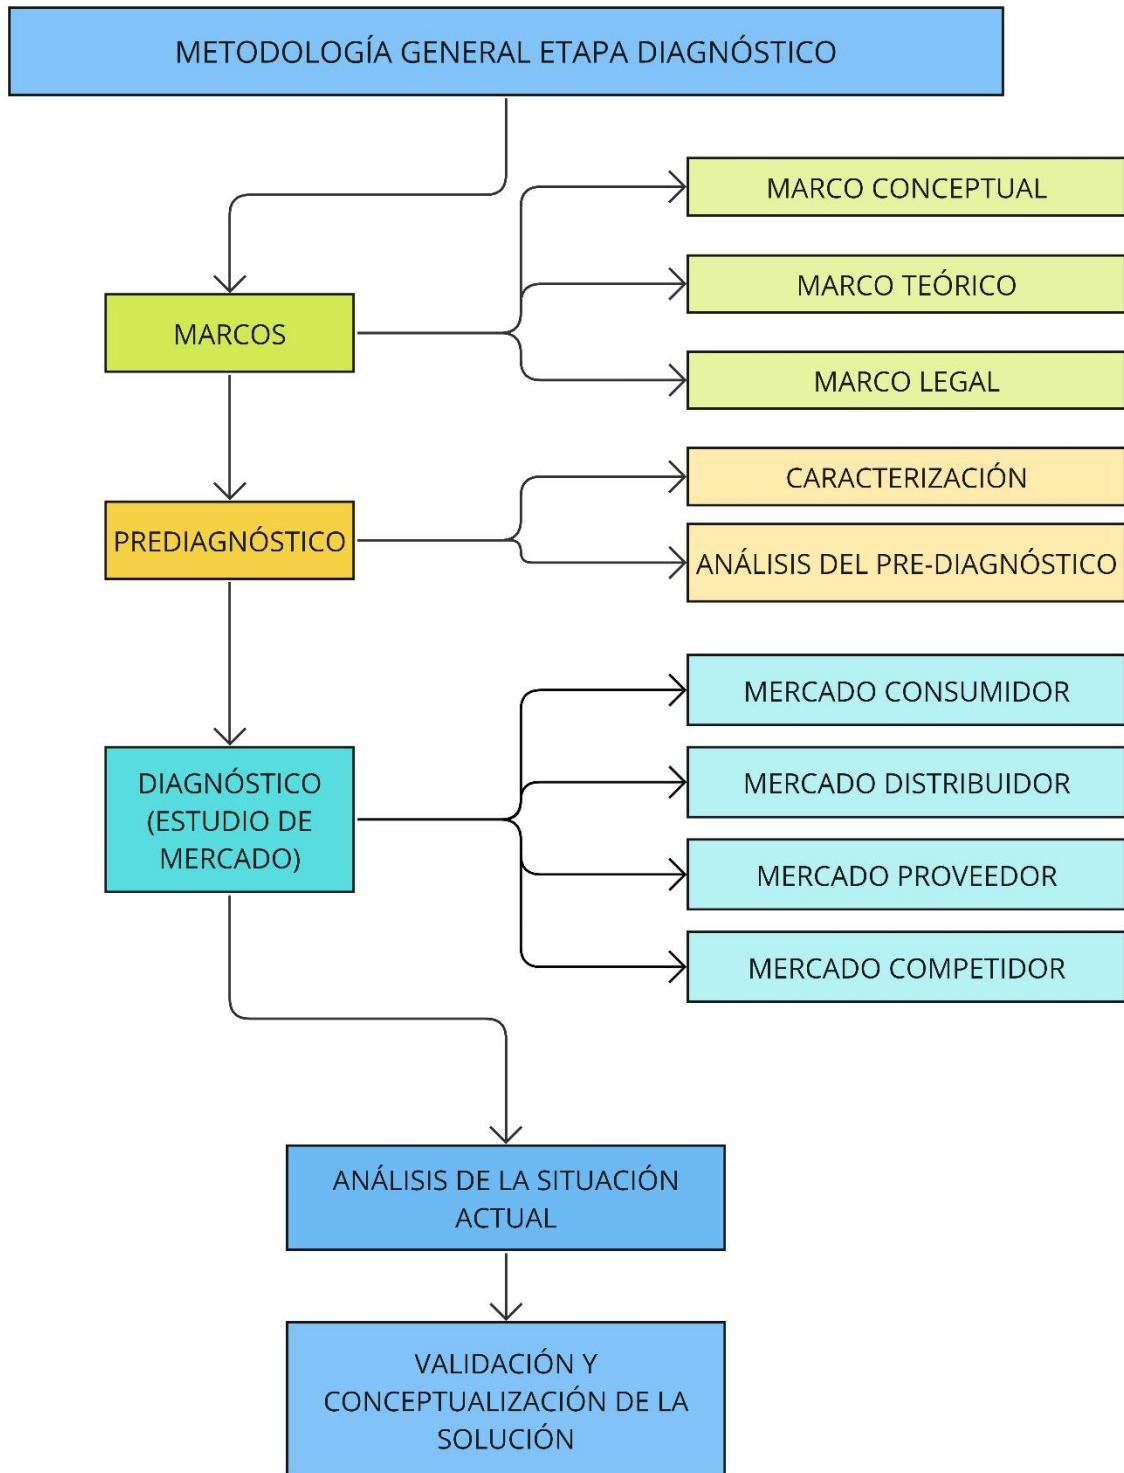 METODOLOGÍA GENERAL ETAPA DIAGNÓSTICO
MARCO CONCEPTUAL
MARCO TEÓRICO
MARCOS
MARCO LEGAL
CARACTERIZACIÓN
PREDIAGNÓSTICO
ANÁLISIS DEL PRE-DIAGNÓSTICO
MERCADO CONSUMIDOR
DIAGNÓSTICO
(ESTUDIO DE
MERCADO)
MERCADO DISTRIBUIDOR
MERCADO PROVEEDOR
MERCADO COMPETIDOR
ANÁLISIS DE LA SITUACIÓN
ACTUAL
VALIDACIÓN Y
CONCEPTUALIZACIÓN DE LA
SOLUCIÓN